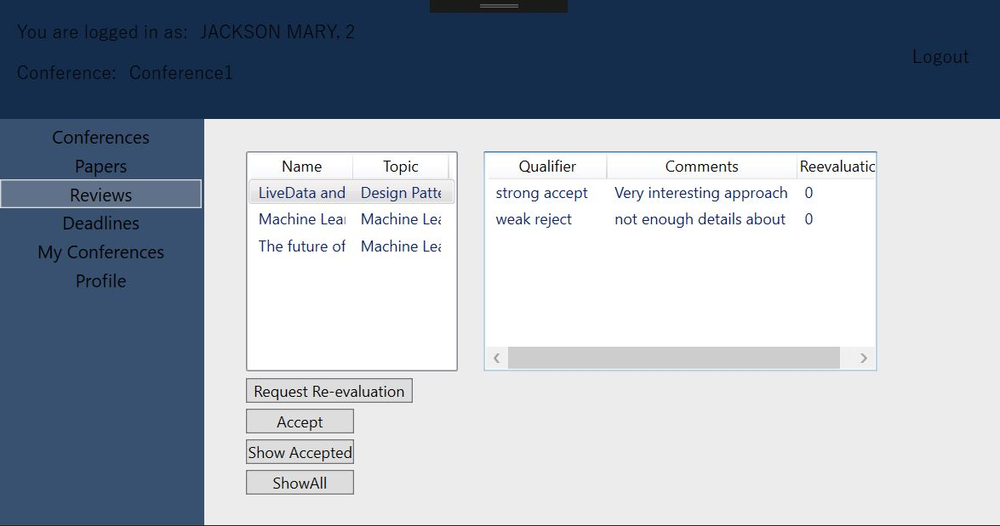 You are logged in as: JACKSON MARY, 2
Conference: Conference1
Logout
Conferences
Papers
Reviews
Deadlines
My Conferences
Profile
Name Topic
LiveData and Design Patte
Machine Lear Machine Lea
The future of Machine Lea
Qualifier Comments Reevaluatic
strong accept Very interesting approach 0
weak reject not enough details about 0
Request Re-evaluation
Accept
Show Accepted
ShowAll